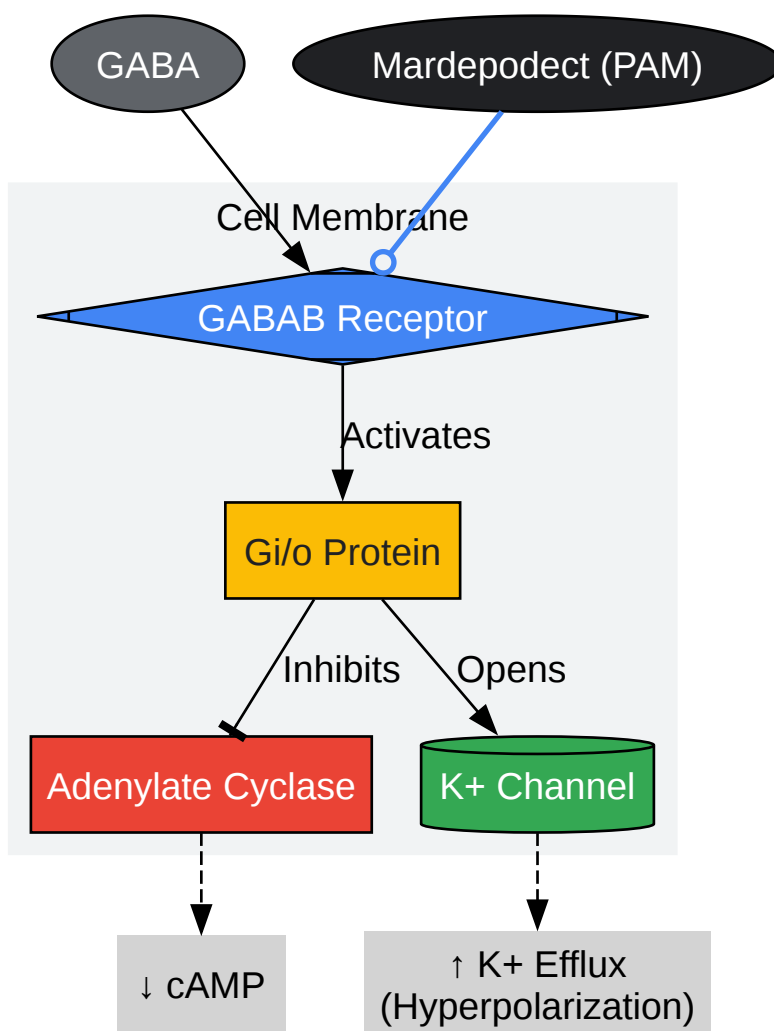 GABA
Mardepodect (PAM)
Cell Membrane
GABAB Receptor
Activates
Gi/o Protein
Inhibits
Opens
Adenylate Cyclase
K+ Channel
↓ cAMP
↑ K+ Efflux
(Hyperpolarization)